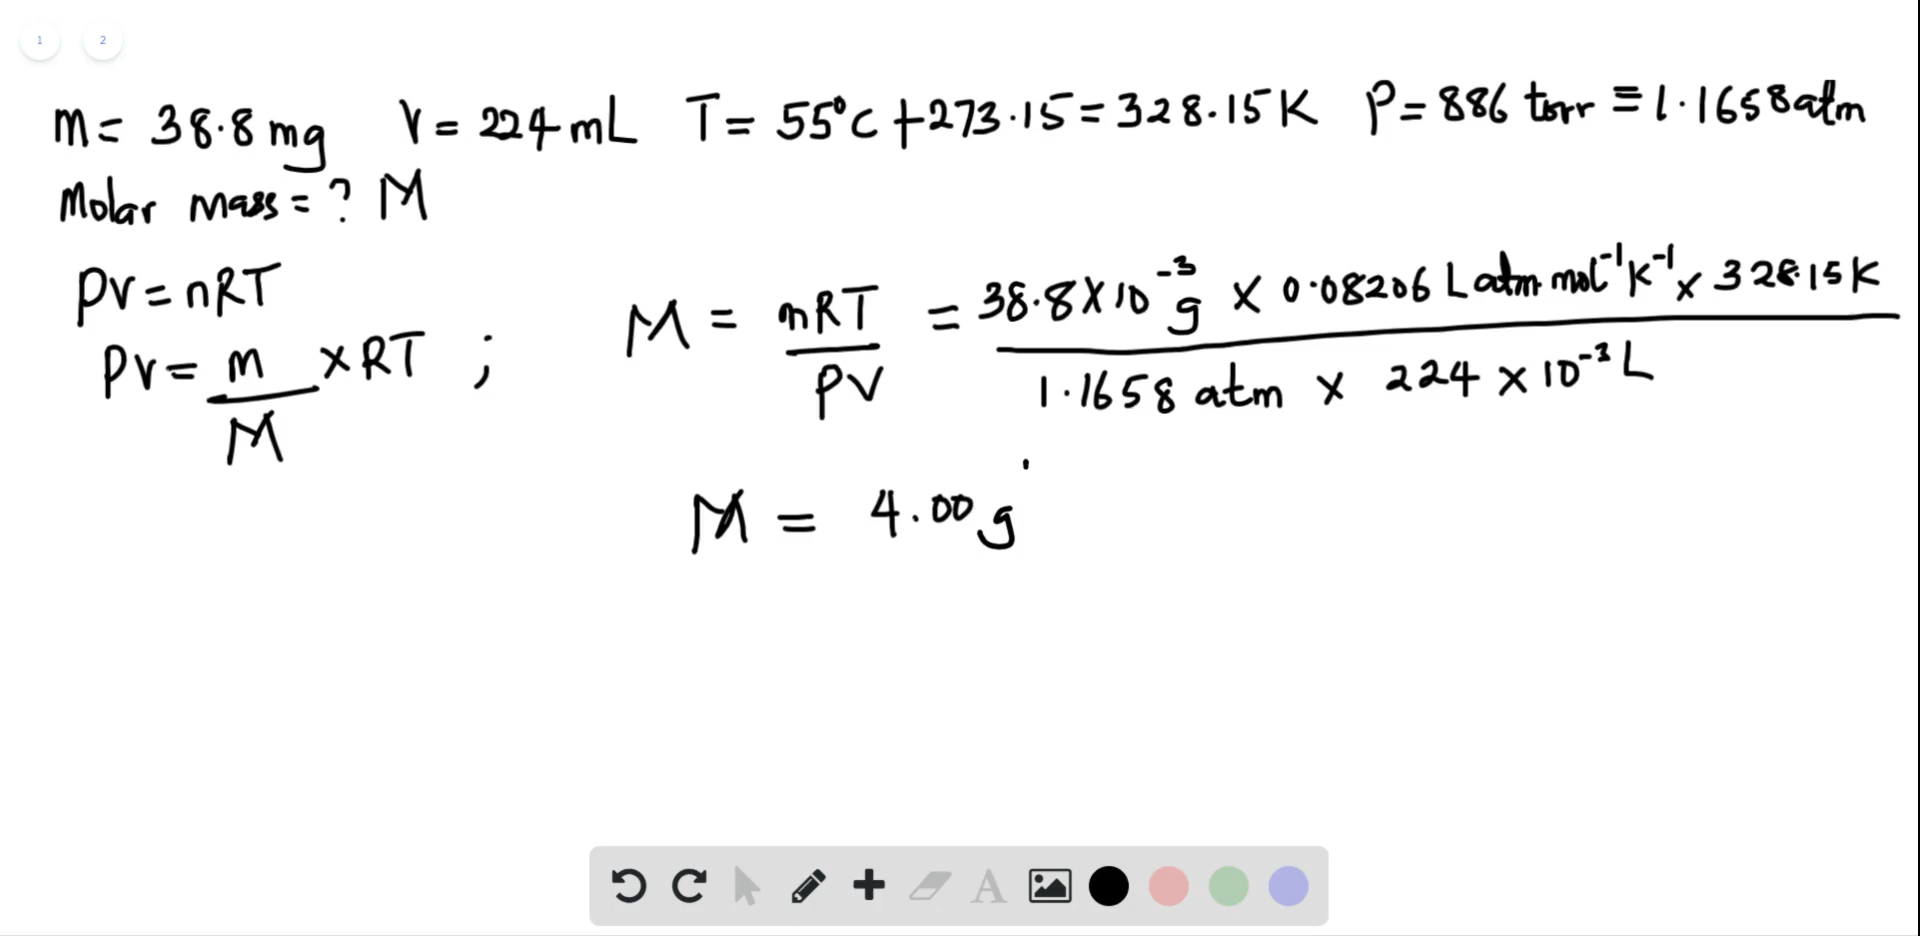 1 2
m = 38.8 mg V = 224 mL T = 55°C + 273.15 = 328.15 K P = 886 torr ≡ 1.1658 atm
Molar mass = ? M
PV = nRT
PV = m/M × RT ;
M = mRT/PV = 38.8 × 10⁻³ g × 0.08206 L atm mol⁻¹ K⁻¹ × 328.15 K / 1.1658 atm × 224 × 10⁻³ L
M = 4.00 g
A